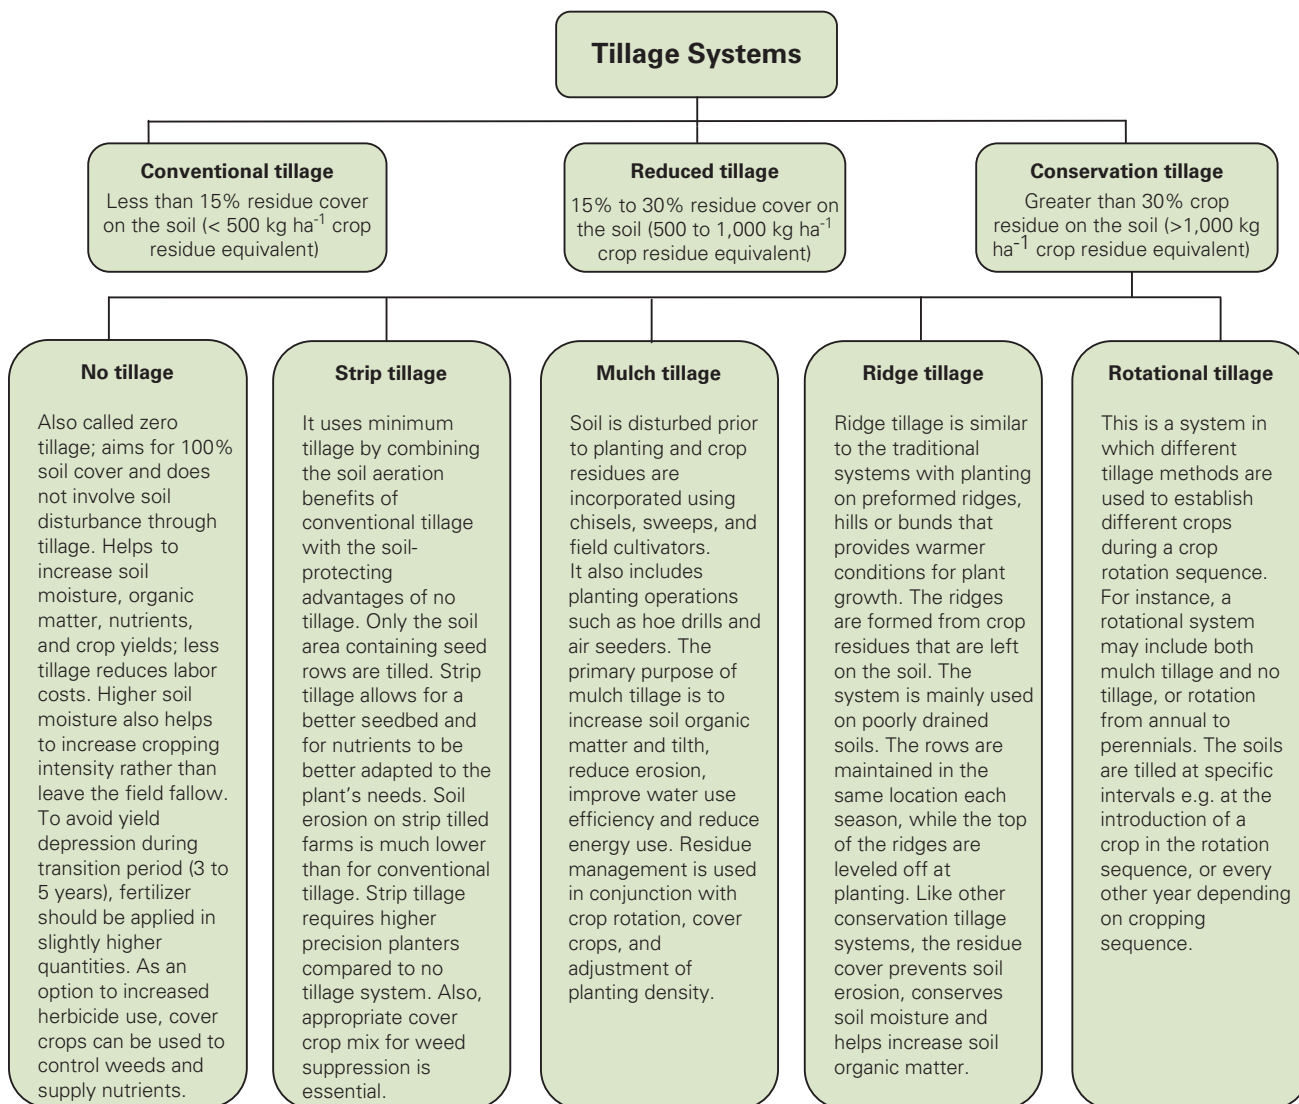 Tillage Systems
Conventional tillage
Less than 15% residue cover
on the soil (< 500 kg ha⁻¹ crop
residue equivalent)
Reduced tillage
15% to 30% residue cover on
the soil (500 to 1,000 kg ha⁻¹
crop residue equivalent)
Conservation tillage
Greater than 30% crop
residue on the soil (>1,000 kg
ha⁻¹ crop residue equivalent)
No tillage
Also called zero
tillage; aims for 100%
soil cover and does
not involve soil
disturbance through
tillage. Helps to
increase soil
moisture, organic
matter, nutrients,
and crop yields; less
tillage reduces labor
costs. Higher soil
moisture also helps
to increase cropping
intensity rather than
leave the field fallow.
To avoid yield
depression during
transition period (3 to
5 years), fertilizer
should be applied in
slightly higher
quantities. As an
option to increased
herbicide use, cover
crops can be used to
control weeds and
supply nutrients.
Strip tillage
It uses minimum
tillage by combining
the soil aeration
benefits of
conventional tillage
with the soil-
protecting
advantages of no
tillage. Only the soil
area containing seed
rows are tilled. Strip
tillage allows for a
better seedbed and
for nutrients to be
better adapted to the
plant's needs. Soil
erosion on strip tilled
farms is much lower
than for conventional
tillage. Strip tillage
requires higher
precision planters
compared to no
tillage system. Also,
appropriate cover
crop mix for weed
suppression is
essential.
Mulch tillage
Soil is disturbed prior
to planting and crop
residues are
incorporated using
chisels, sweeps, and
field cultivators.
It also includes
planting operations
such as hoe drills and
air seeders. The
primary purpose of
mulch tillage is to
increase soil organic
matter and tilth,
reduce erosion,
improve water use
efficiency and reduce
energy use. Residue
management is used
in conjunction with
crop rotation, cover
crops, and
adjustment of
planting density.
Ridge tillage
Ridge tillage is similar
to the traditional
systems with planting
on preformed ridges,
hills or bunds that
provides warmer
conditions for plant
growth. The ridges
are formed from crop
residues that are left
on the soil. The
system is mainly used
on poorly drained
soils. The rows are
maintained in the
same location each
season, while the top
of the ridges are
leveled off at
planting. Like other
conservation tillage
systems, the residue
cover prevents soil
erosion, conserves
soil moisture and
helps increase soil
organic matter.
Rotational tillage
This is a system in
which different
tillage methods are
used to establish
different crops
during a crop
rotation sequence.
For instance, a
rotational system
may include both
mulch tillage and no
tillage, or rotation
from annual to
perennials. The soils
are tilled at specific
intervals e.g. at the
introduction of a
crop in the rotation
sequence, or every
other year depending
on cropping
sequence.